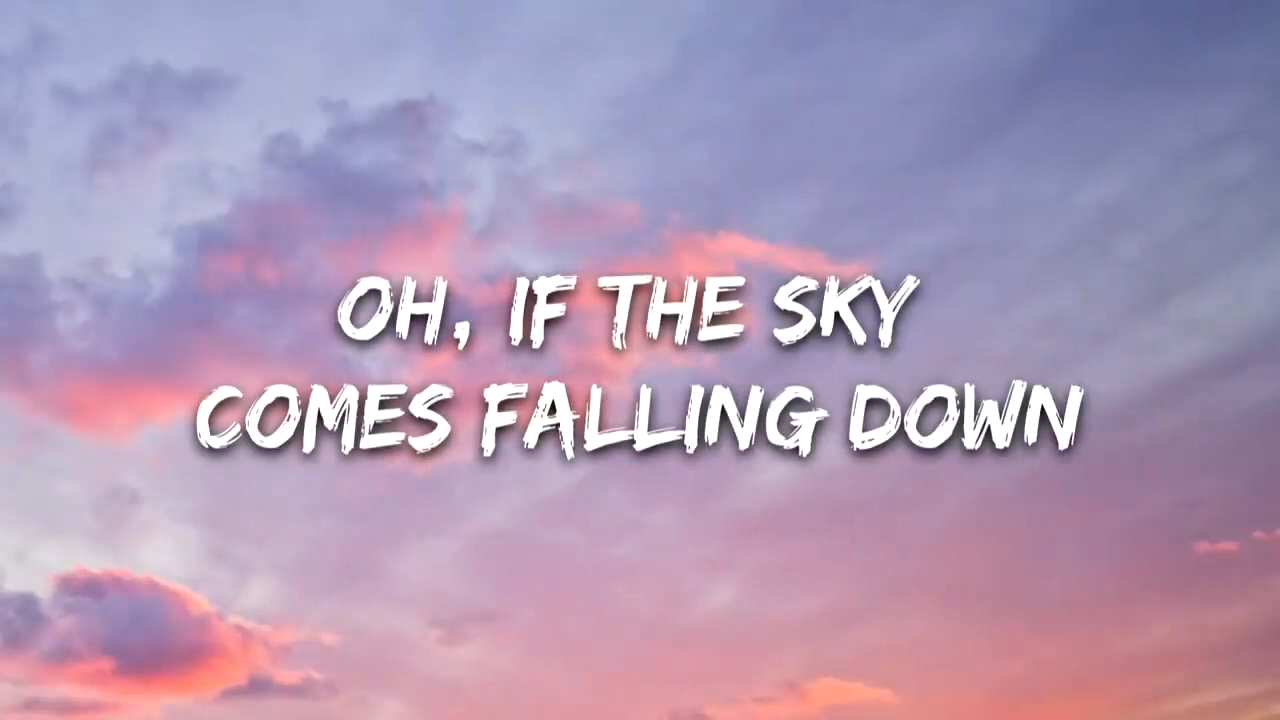 OH, IF THE SKY
COMES FALLING DOWN